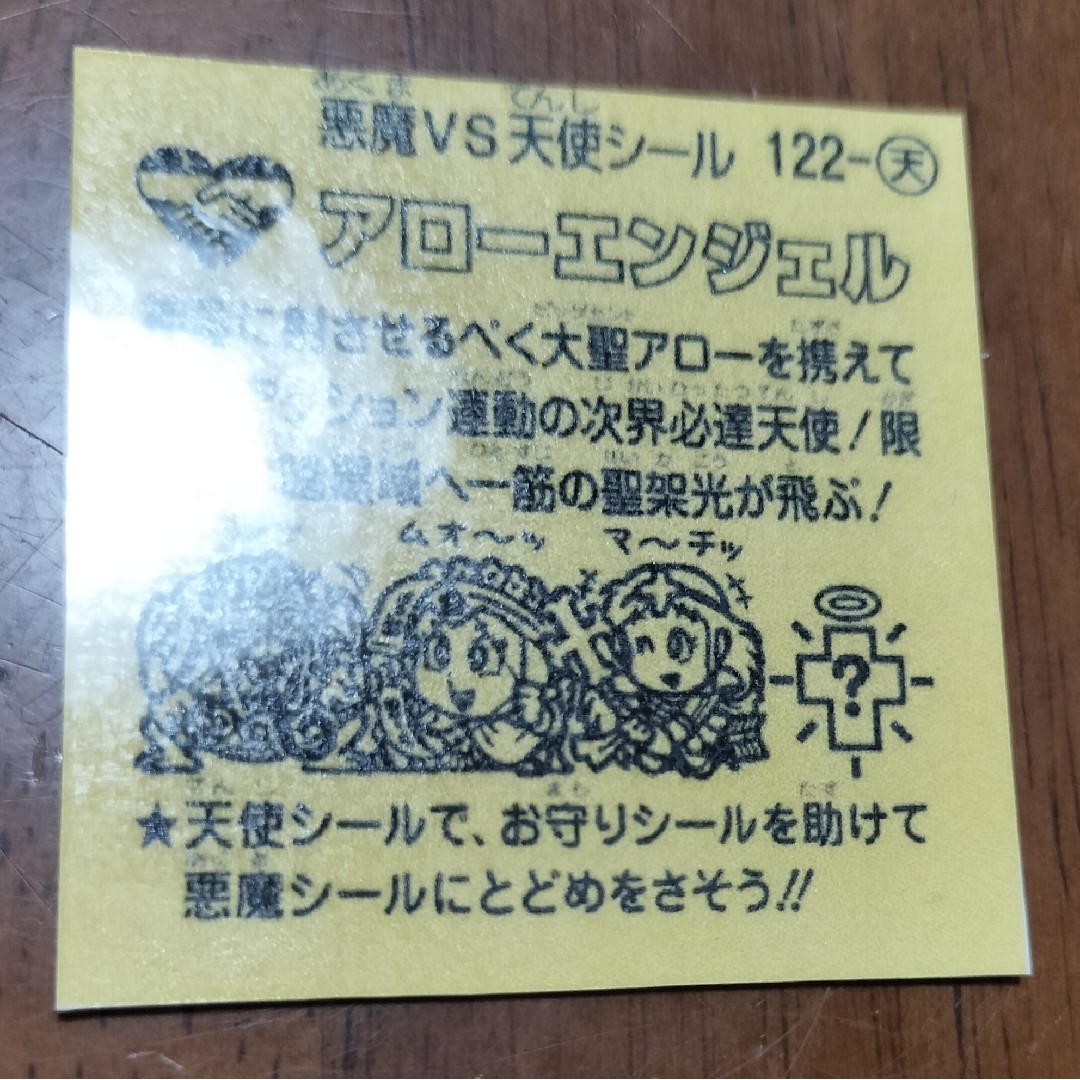 悪魔VS天使シール 122-天
アローエンジェル
に射させるべく大聖アローを携えて
ション運動の次界必達天使!限
へ一筋の聖架光が飛ぶ!
ムオ〜ッ マ〜チッ
?
★天使シールで、お守りシールを助けて
悪魔シールにとどめをさそう!!